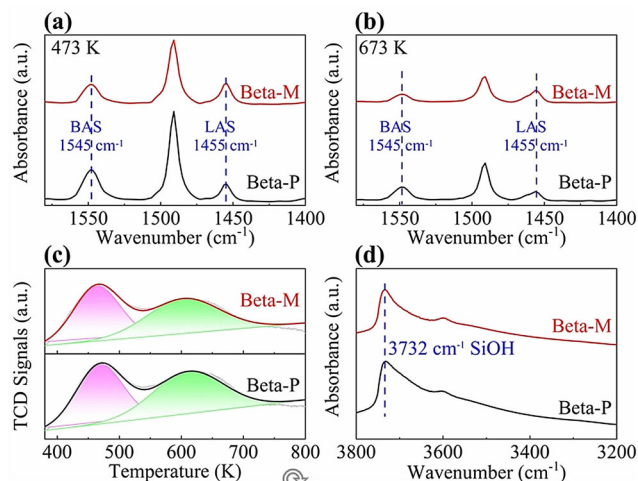 (a)
473 K
Beta-M
BAS
1545 cm⁻¹
LAS
1455 cm⁻¹
Beta-P
Absorbance (a.u.)
1550 1500 1450 1400
Wavenumber (cm⁻¹)
(b)
673 K
Beta-M
BAS
1545 cm⁻¹
LAS
1455 cm⁻¹
Beta-P
Absorbance (a.u.)
1550 1500 1450 1400
Wavenumber (cm⁻¹)
(c)
Beta-M
Beta-P
TCD Signals (a.u.)
400 500 600 700 800
Temperature (K)
(d)
Beta-M
3732 cm⁻¹ SiOH
Beta-P
Absorbance (a.u.)
3800 3600 3400 3200
Wavenumber (cm⁻¹)